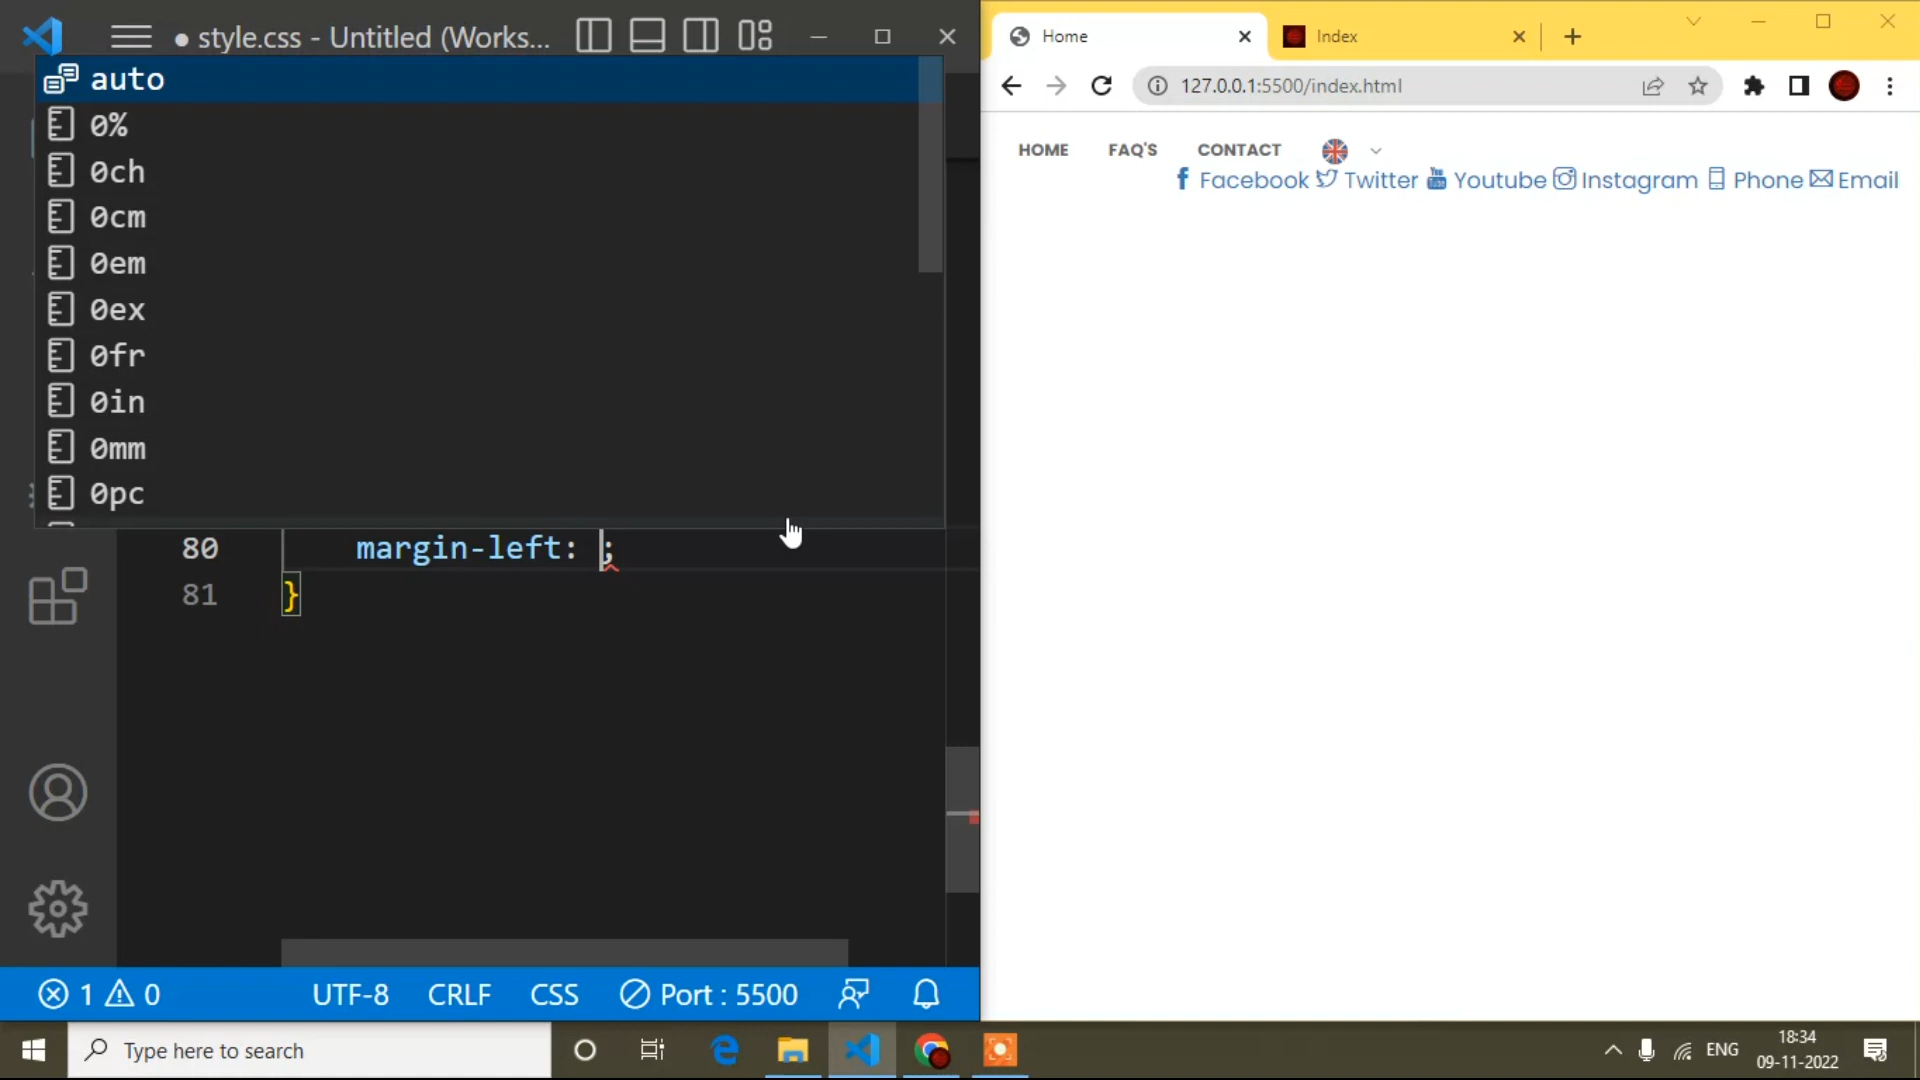 style.css - Untitled (Works...
auto
0%
0ch
0cm
0em
0ex
0fr
0in
0mm
0pc
80 margin-left: ;
81 }
1 0 UTF-8 CRLF CSS Port : 5500
Home
Index
127.0.0.1:5500/index.html
HOME FAQ'S CONTACT
Facebook Twitter Youtube Instagram Phone Email
Type here to search
ENG
18:34
09-11-2022